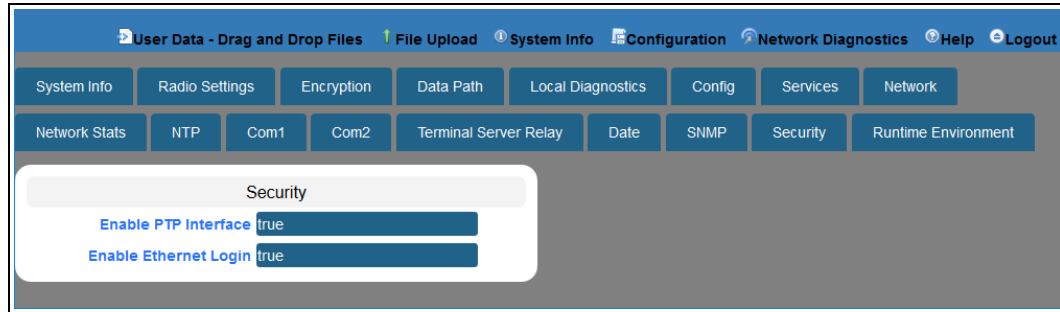 User Data - Drag and Drop Files File Upload System Info Configuration Network Diagnostics Help Logout
System Info Radio Settings Encryption Data Path Local Diagnostics Config Services Network
Network Stats NTP Com1 Com2 Terminal Server Relay Date SNMP Security Runtime Environment
Security
Enable PTP Interface true
Enable Ethernet Login true